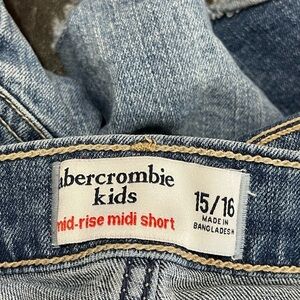 abercrombie
kids
mid-rise midi short
15/16
MADE IN
BANGLADESH